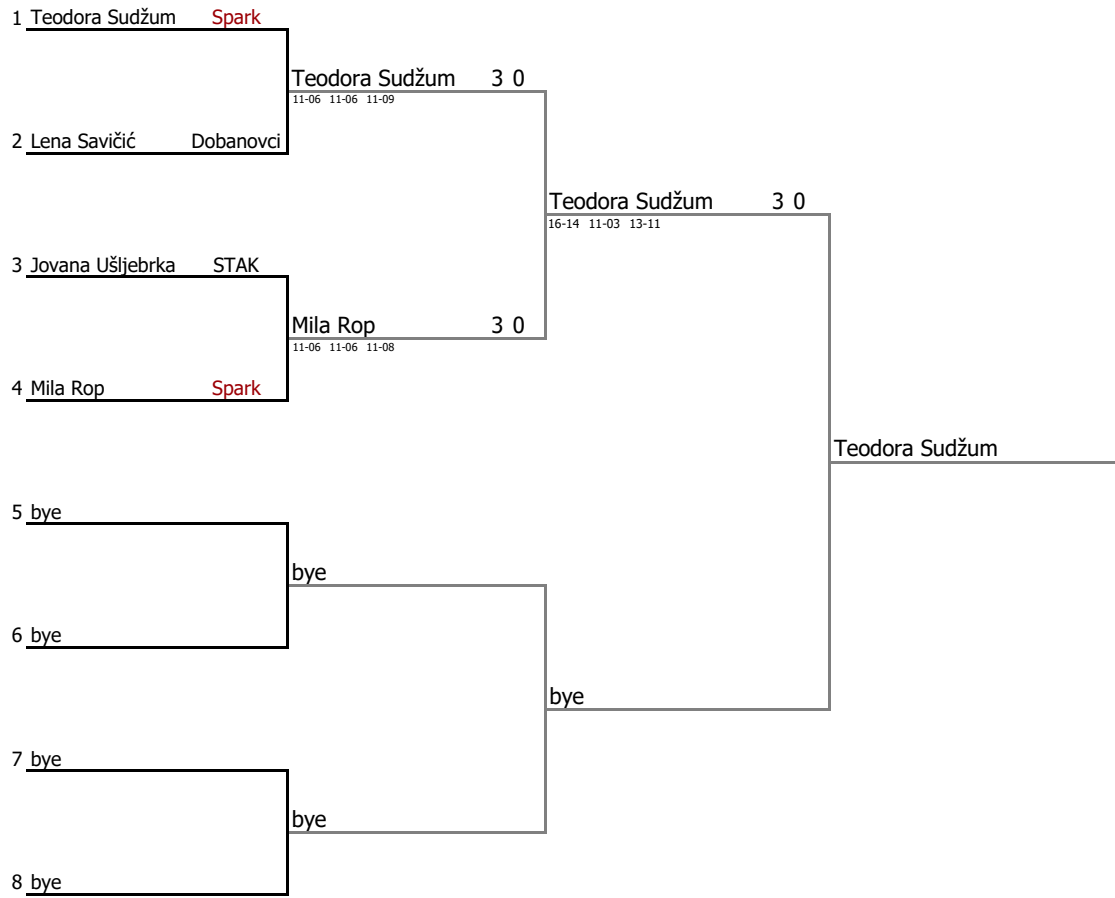 1 Teodora Sudžum Spark
Teodora Sudžum 3 0
11-06 11-06 11-09
2 Lena Savičić Dobanovci
Teodora Sudžum 3 0
16-14 11-03 13-11
3 Jovana Ušljebrka STAK
Mila Rop 3 0
11-06 11-06 11-08
4 Mila Rop Spark
Teodora Sudžum
5 bye
bye
6 bye
bye
7 bye
bye
8 bye